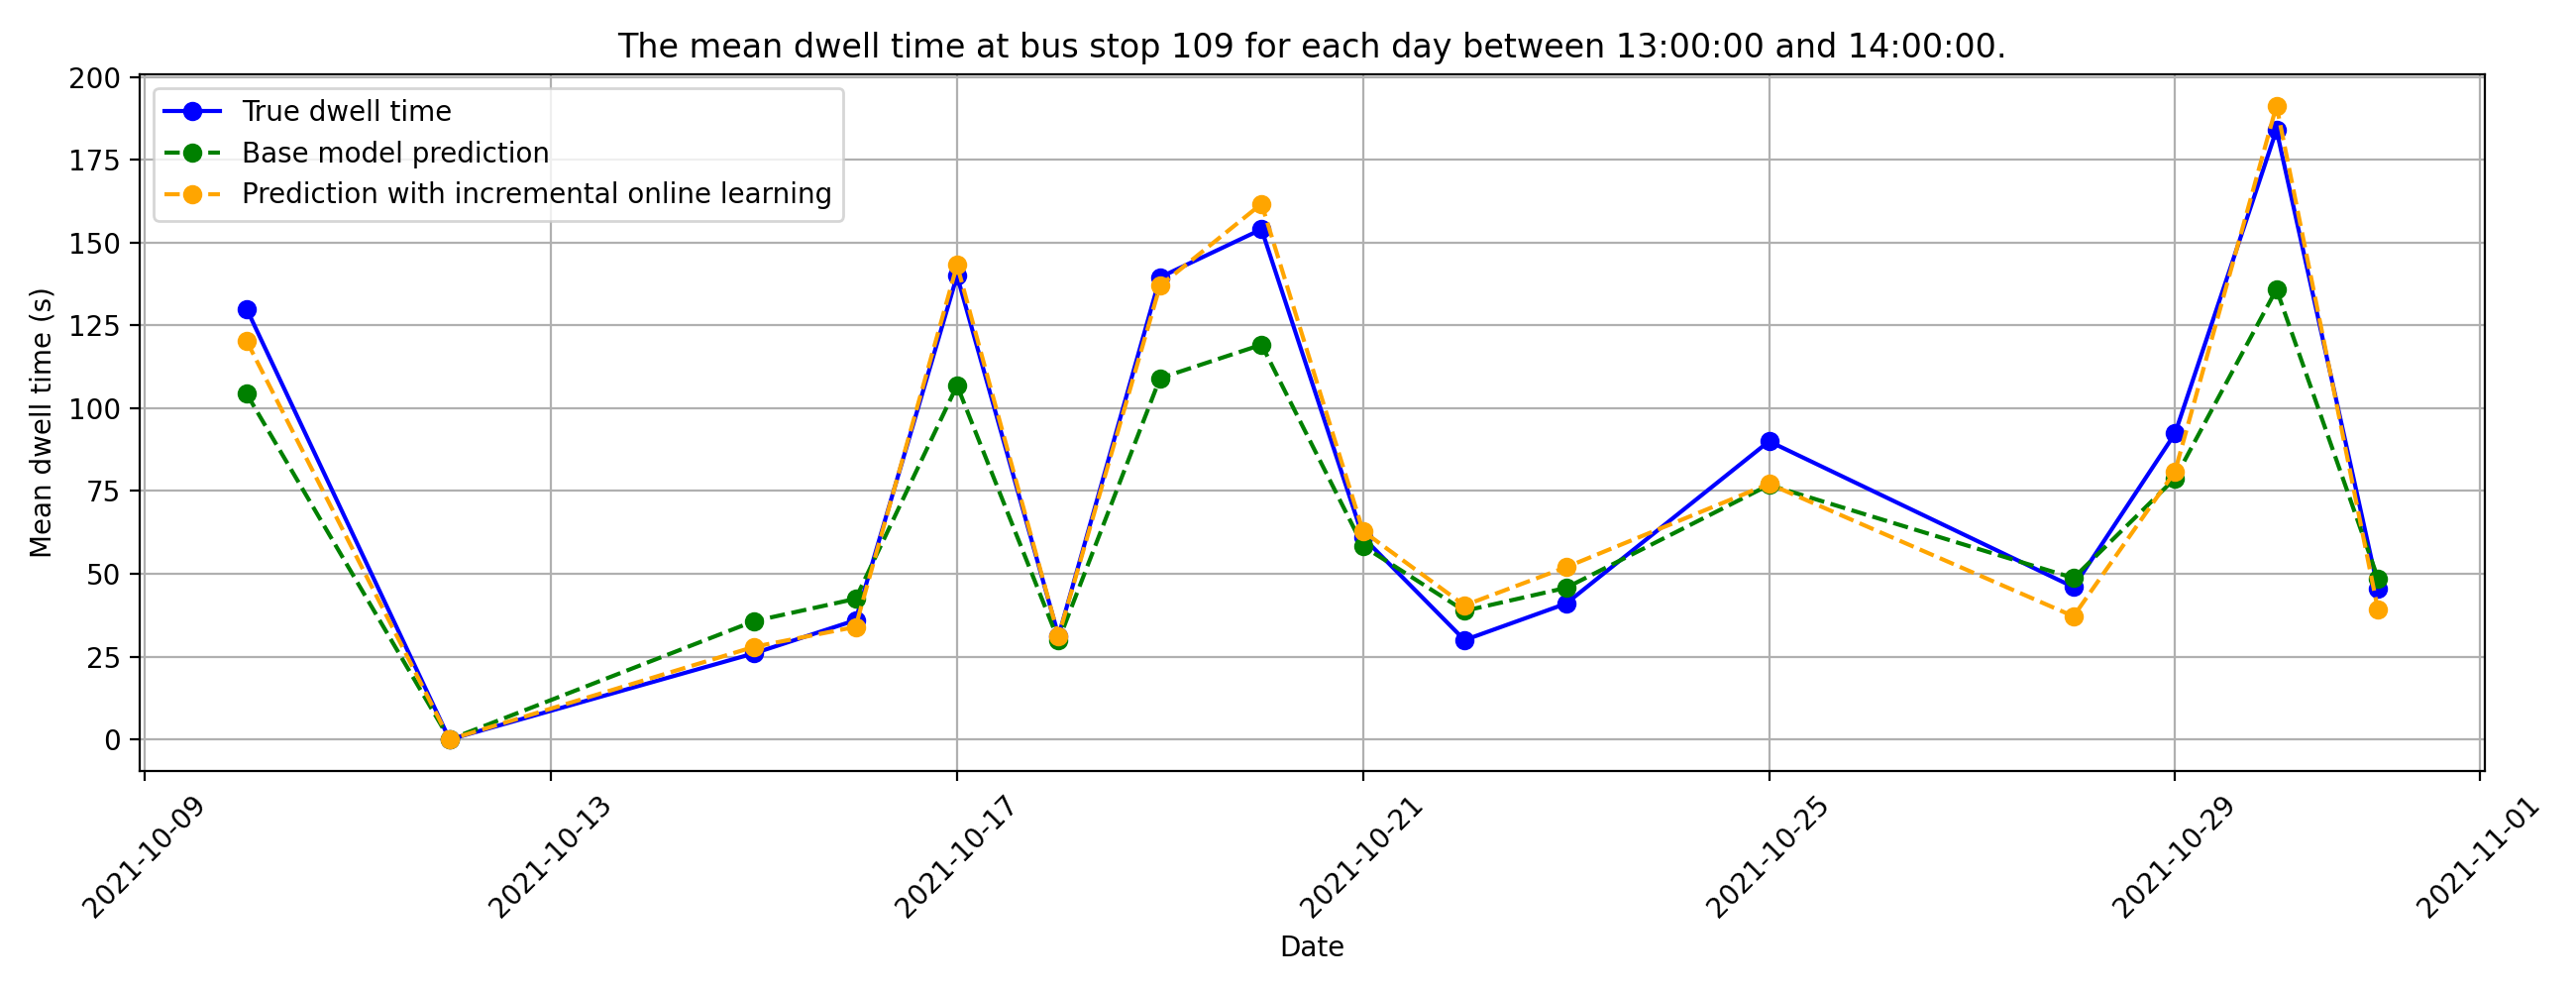 The mean dwell time at bus stop 109 for each day between 13:00:00 and 14:00:00.
True dwell time
Base model prediction
Prediction with incremental online learning
Mean dwell time (s)
200
175
150
125
100
75
50
25
0
2021-10-09
2021-10-13
2021-10-17
2021-10-21
2021-10-25
2021-10-29
2021-11-01
Date